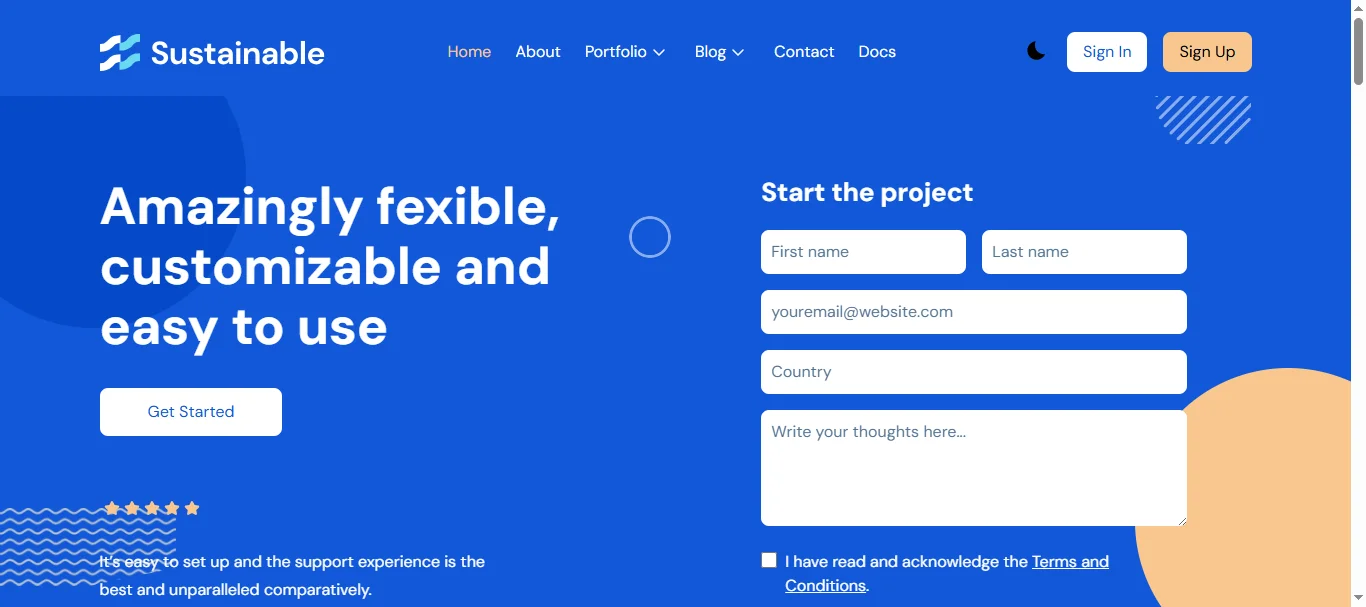 Sustainable
Home About Portfolio Blog Contact Docs
Sign In Sign Up
Amazingly fexible,
customizable and
easy to use
Get Started
It's easy to set up and the support experience is the
best and unparalleled comparatively.
Start the project
First name Last name
youremail@website.com
Country
Write your thoughts here...
I have read and acknowledge the Terms and
Conditions.